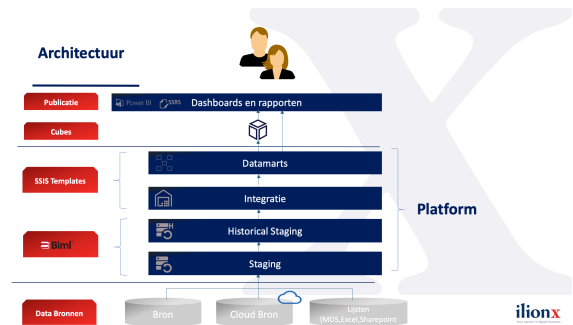 Architectuur
Publicatie
Power BI
SSRS
Dashboards en rapporten
Cubes
SSIS Templates
Datamarts
Integratie
Platform
Biml
Historical Staging
Staging
Data Bronnen
Bron
Cloud Bron
Lijsten
(MDS,Excel,Sharepoint
ilionx